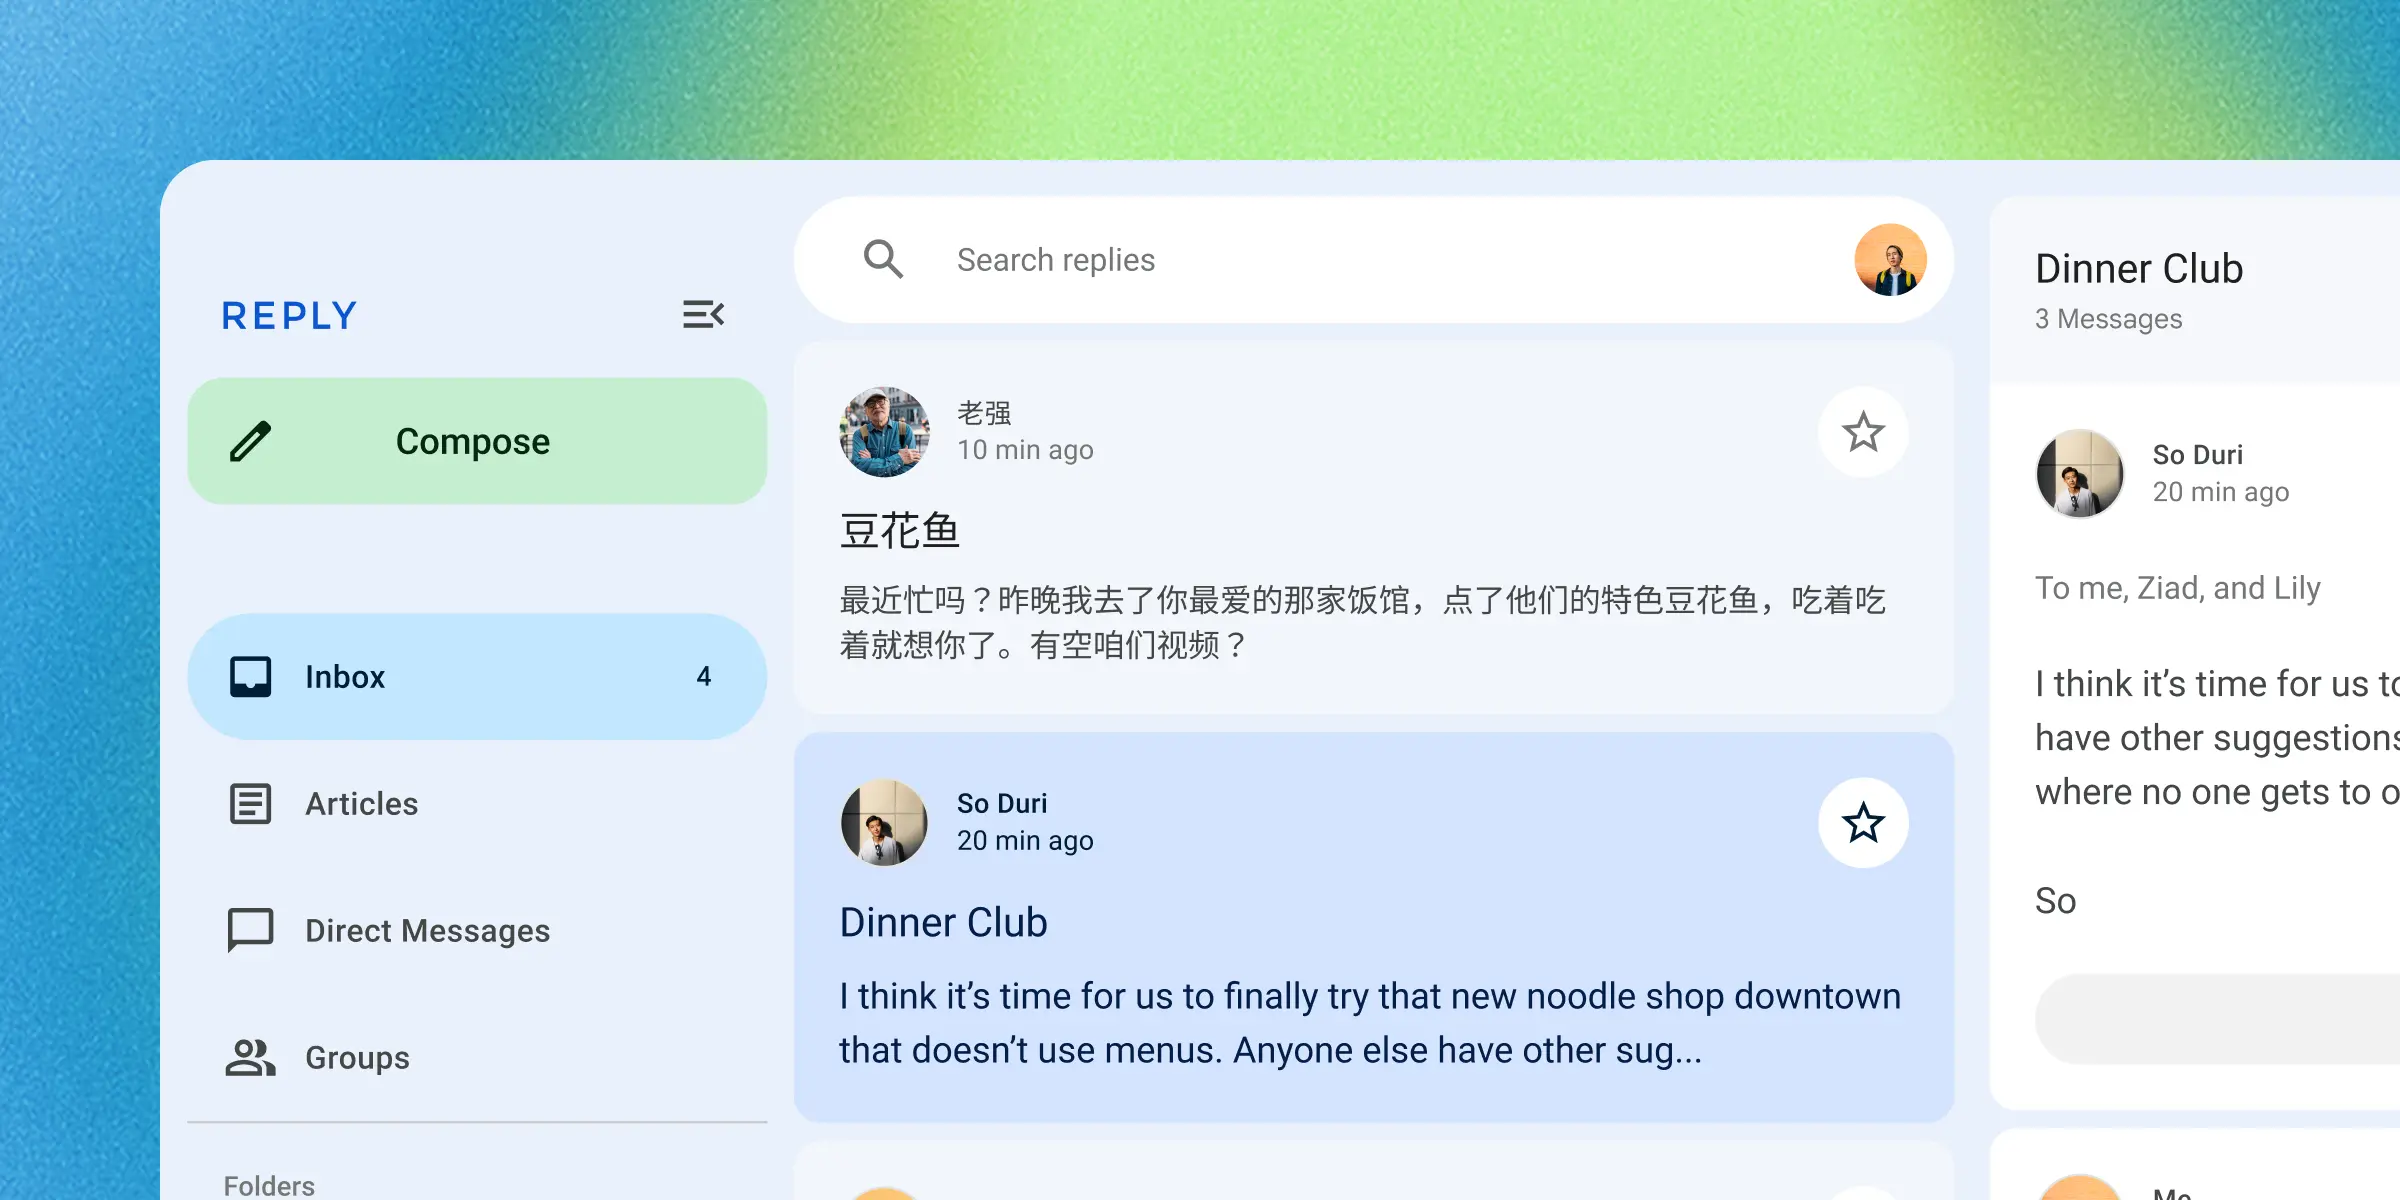 REPLY
Compose
Inbox
4
Articles
Direct Messages
Groups
Folders
Search replies
老强
10 min ago
豆花鱼
最近忙吗？昨晚我去了你最爱的那家饭馆，点了他们的特色豆花鱼，吃着吃
着就想你了。有空咱们视频？
So Duri
20 min ago
Dinner Club
I think it’s time for us to finally try that new noodle shop downtown
that doesn’t use menus. Anyone else have other sug...
Dinner Club
3 Messages
So Duri
20 min ago
To me, Ziad, and Lily
I think it’s time for us
have other suggestions
where no one gets to
So
Me